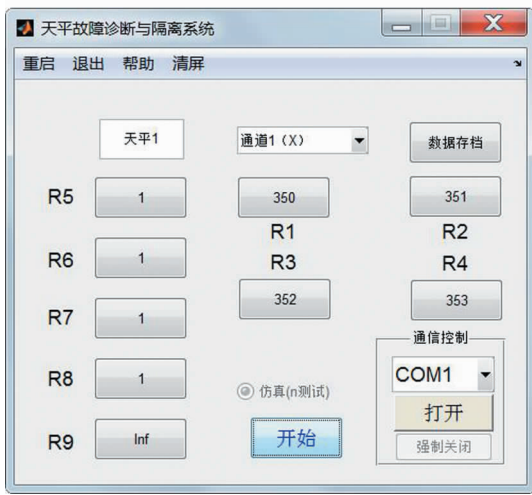 天平故障诊断与隔离系统
重启 退出 帮助 清屏
天平1 通道1（X） 数据存档
R5 1 350 351
R1 R2
R6 1 R3 R4
352 353
R7 1
通信控制
R8 1 仿真(n测试) COM1
开始 打开
R9 Inf 强制关闭